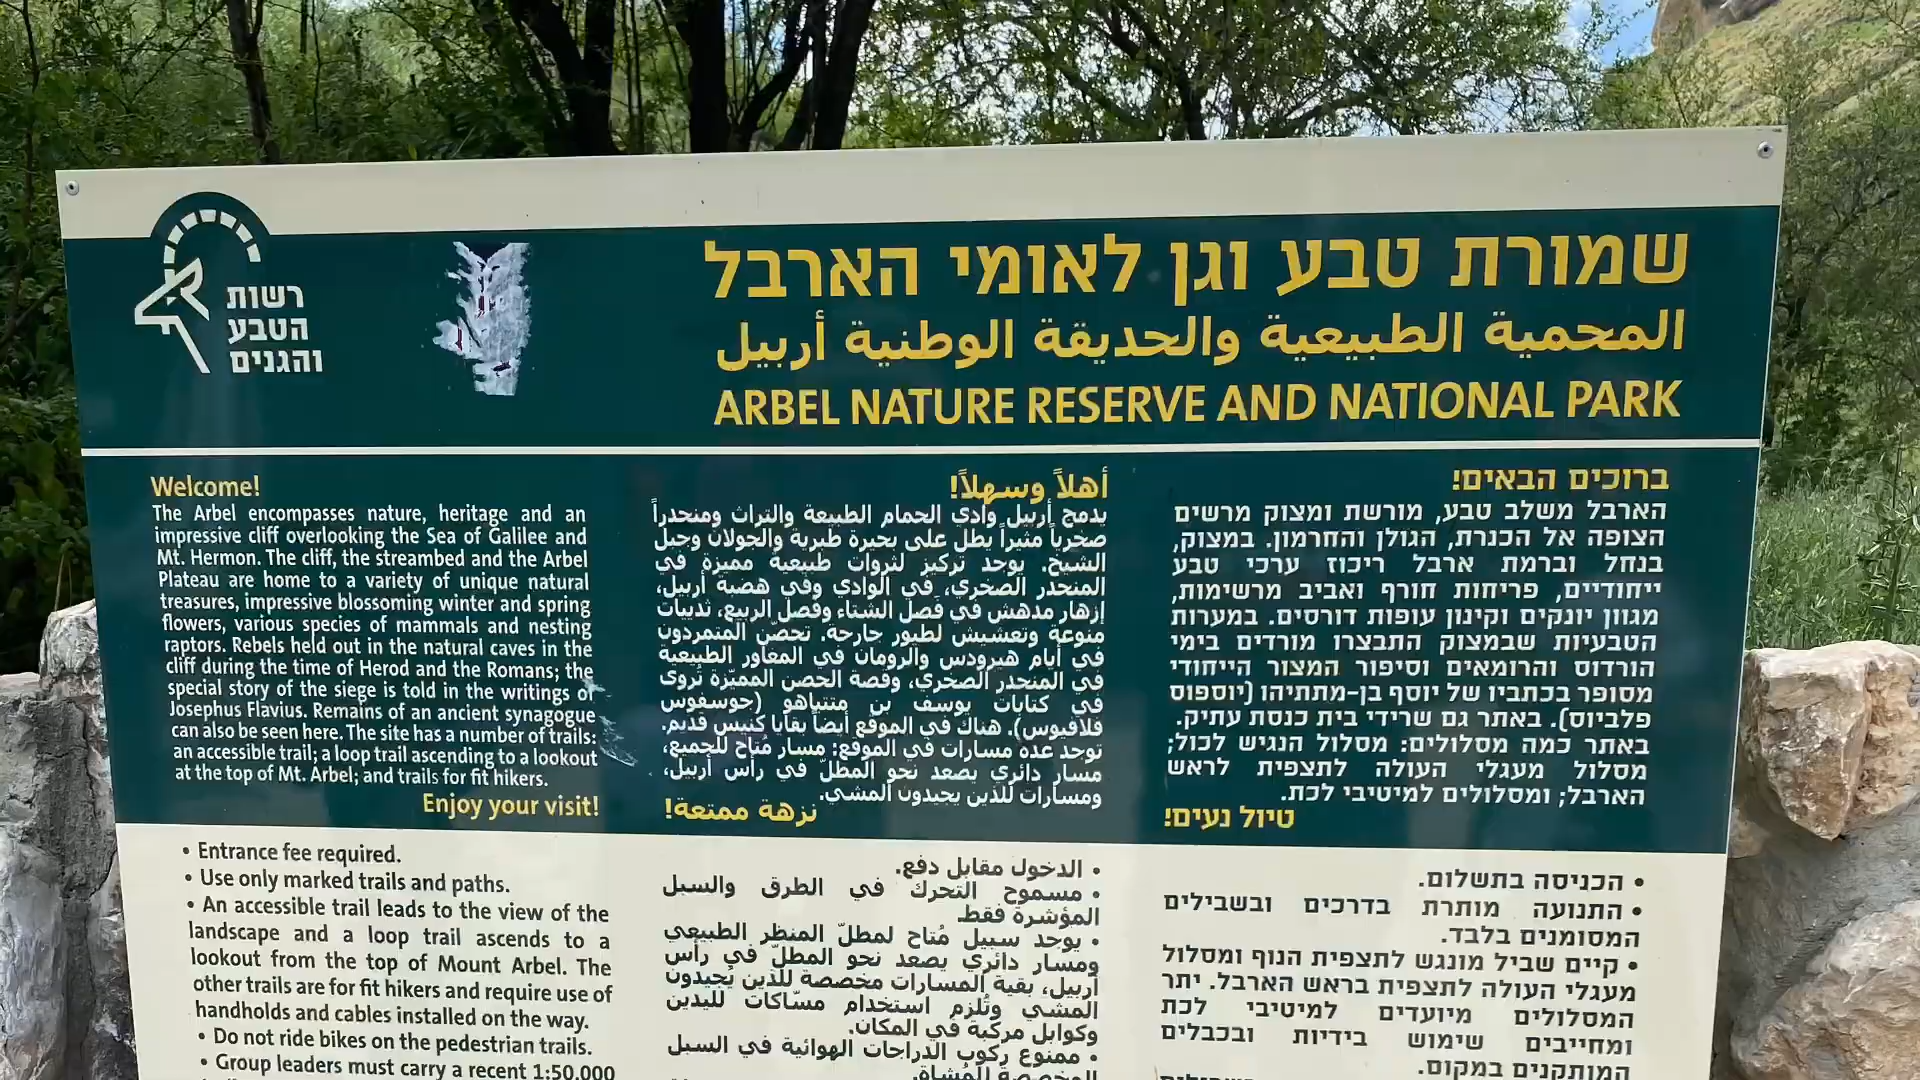 רשות
הטבע
והגנים
שמורת טבע וגן לאומי הארבל
المحمية الطبيعية والحديقة الوطنية أربيل
ARBEL NATURE RESERVE AND NATIONAL PARK
Welcome!
The Arbel encompasses nature, heritage and an
impressive cliff overlooking the Sea of Galilee and
Mt. Hermon. The cliff, the streambed and the Arbel
Plateau are home to a variety of unique natural
treasures, impressive blossoming winter and spring
flowers, various species of mammals and nesting
raptors. Rebels held out in the natural caves in the
cliff during the time of Herod and the Romans; the
special story of the siege is told in the writings of
Josephus Flavius. Remains of an ancient synagogue
can also be seen here. The site has a number of trails:
an accessible trail; a loop trail ascending to a lookout
at the top of Mt. Arbel; and trails for fit hikers.
Enjoy your visit!
• Entrance fee required.
• Use only marked trails and paths.
• An accessible trail leads to the view of the
landscape and a loop trail ascends to a
lookout from the top of Mount Arbel. The
other trails are for fit hikers and require use of
handholds and cables installed on the way.
• Do not ride bikes on the pedestrian trails.
• Group leaders must carry a recent 1:50,000
أهلاً وسهلاً!
يدمج أربيل وادي الحمام الطبيعة والتراث ومنحدراً
صخرياً مثيراً يطل على بحيرة طبرية والجولان وجبل
الشيخ. يوجد تركيز لثروات طبيعية مميزة في
المنحدر الصخري، في الوادي وفي هضبة أربيل،
إزهار مدهش في فصل الشتاء وفصل الربيع، ثدييات
منوعة وتعشيش لطيور جارحة. تحصّن المتمردون
في أيام هيرودس والرومان في المغاور الطبيعية
في المنحدر الصخري، وقصة الحصن المميّزة تُروى
في كتابات يوسف بن متتياهو (جوسفوس
فلافيوس). هناك في الموقع أيضاً بقايا كنيس قديم.
توجد عدة مسارات في الموقع: مسار مُتاح للجميع،
مسار دائري يصعد نحو المطلّ في رأس أربيل،
ومسارات للذين يجيدون المشي.
نزهة ممتعة!
• الدخول مقابل دفع.
• مسموح التحرك في الطرق والسبل
المؤشرة فقط.
• يوجد سبيل مُتاح لمطلّ المنظر الطبيعي
ومسار دائري يصعد نحو المطلّ في رأس
أربيل، بقية المسارات مخصصة للذين يُجيدون
المشي وتُلزم استخدام مسّاكات لليدين
وكوابل مركبة في المكان.
• ممنوع ركوب الدراجات الهوائية في السبل
المخصصة للمُشاة.
ברוכים הבאים!
הארבל משלב טבע, מורשת ומצוק מרשים
הצופה אל הכנרת, הגולן והחרמון. במצוק,
בנחל וברמת ארבל ריכוז ערכי טבע
ייחודיים, פריחות חורף ואביב מרשימות,
מגוון יונקים וקינון עופות דורסים. במערות
הטבעיות שבמצוק התבצרו מורדים בימי
הורדוס והרומאים וסיפור המצור הייחודי
מסופר בכתביו של יוסף בן-מתתיהו (יוספוס
פלביוס). באתר גם שרידי בית כנסת עתיק.
באתר כמה מסלולים: מסלול הנגיש לכול;
מסלול מעגלי העולה לתצפית לראש
הארבל; ומסלולים למיטיבי לכת.
טיול נעים!
• הכניסה בתשלום.
• התנועה מותרת בדרכים ובשבילים
המסומנים בלבד.
• קיים שביל מונגש לתצפית הנוף ומסלול
מעגלי העולה לתצפית בראש הארבל. יתר
המסלולים מיועדים למיטיבי לכת
ומחייבים שימוש בידיות ובכבלים
המותקנים במקום.